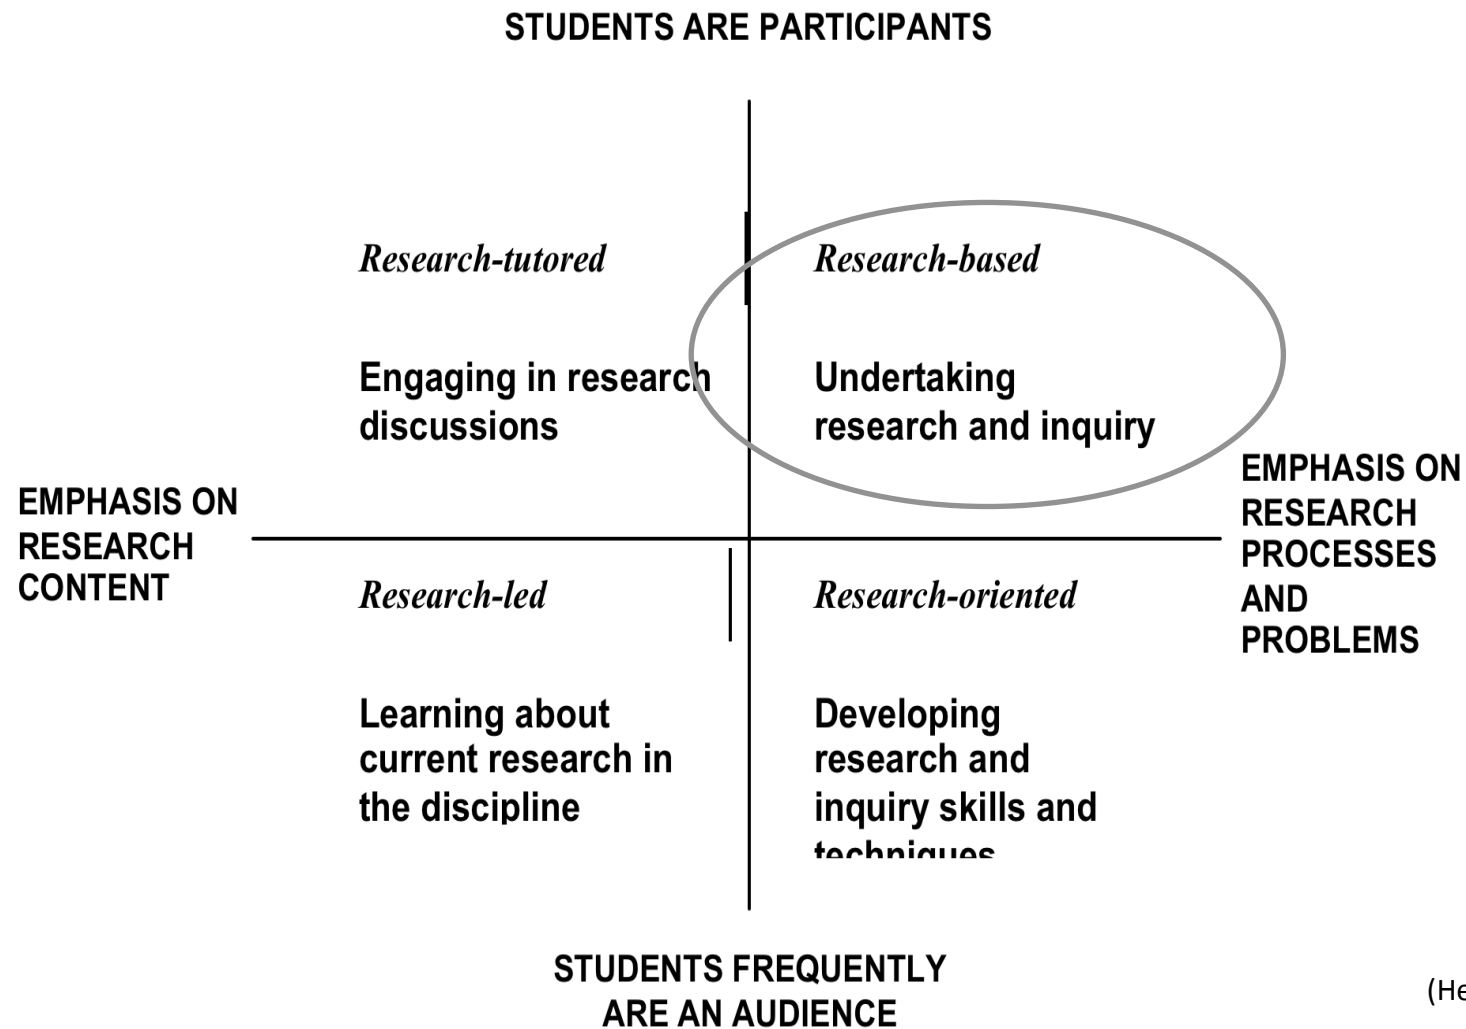 STUDENTS ARE PARTICIPANTS
Research-tutored
Engaging in research
discussions
Research-based
Undertaking
research and inquiry
EMPHASIS ON
RESEARCH
CONTENT
EMPHASIS ON
RESEARCH
PROCESSES
AND
PROBLEMS
Research-led
Learning about
current research in
the discipline
Research-oriented
Developing
research and
inquiry skills and
techniques
STUDENTS FREQUENTLY
ARE AN AUDIENCE
(He